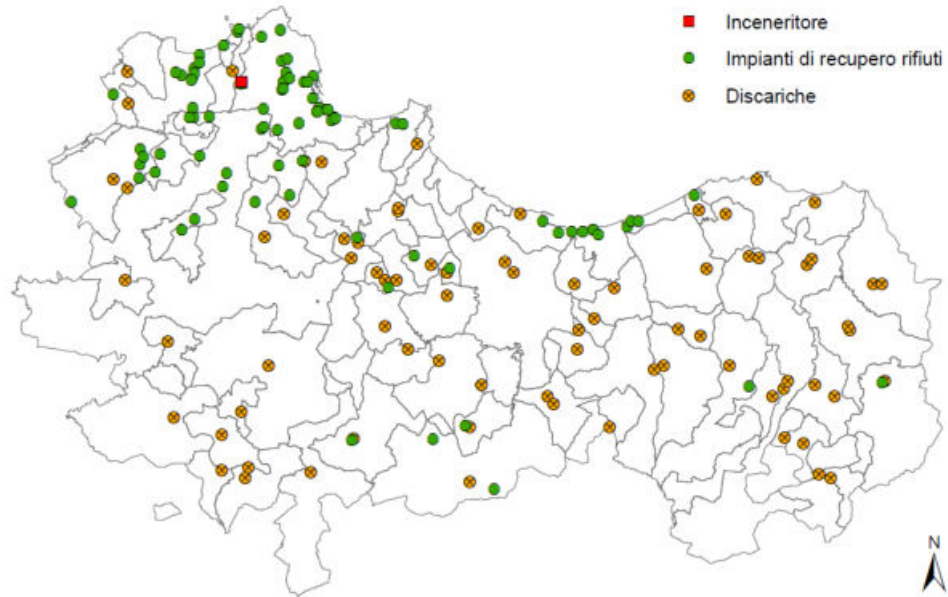 Inceneritore
Impianti di recupero rifiuti
Discariche
N